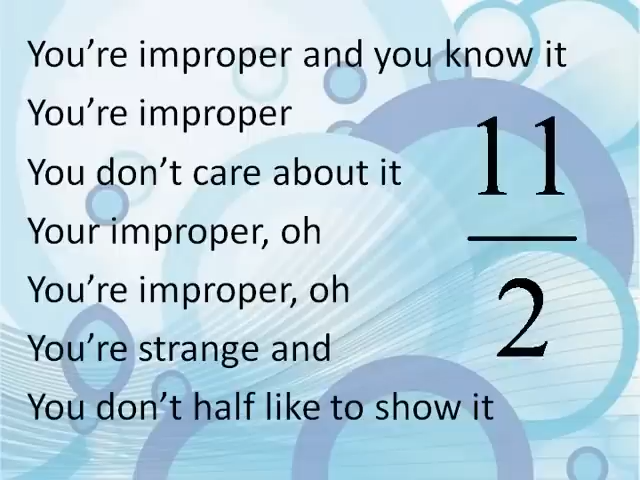 You’re improper and you know it
You’re improper
You don’t care about it
Your improper, oh
You’re improper, oh
You’re strange and
You don’t half like to show it
11
2